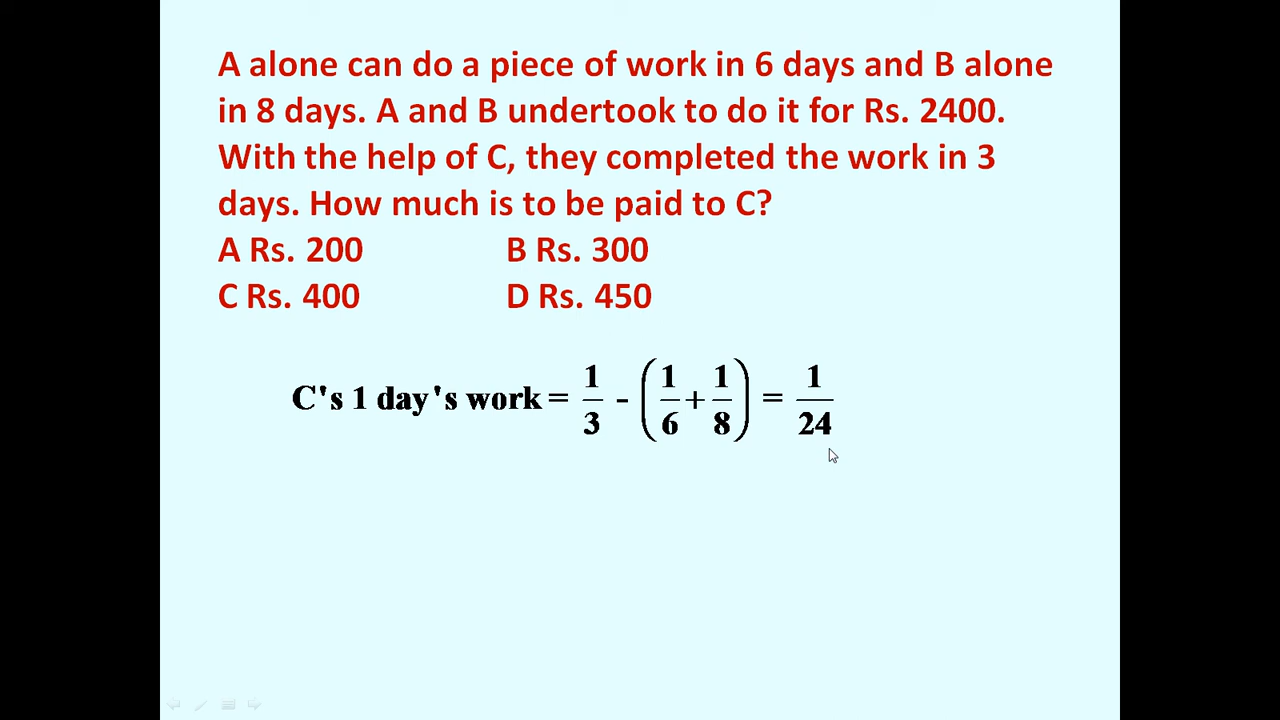 A alone can do a piece of work in 6 days and B alone
in 8 days. A and B undertook to do it for Rs. 2400.
With the help of C, they completed the work in 3
days. How much is to be paid to C?
A Rs. 200 B Rs. 300
C Rs. 400 D Rs. 450
C's 1 day's work = 1/3 - (1/6 + 1/8) = 1/24